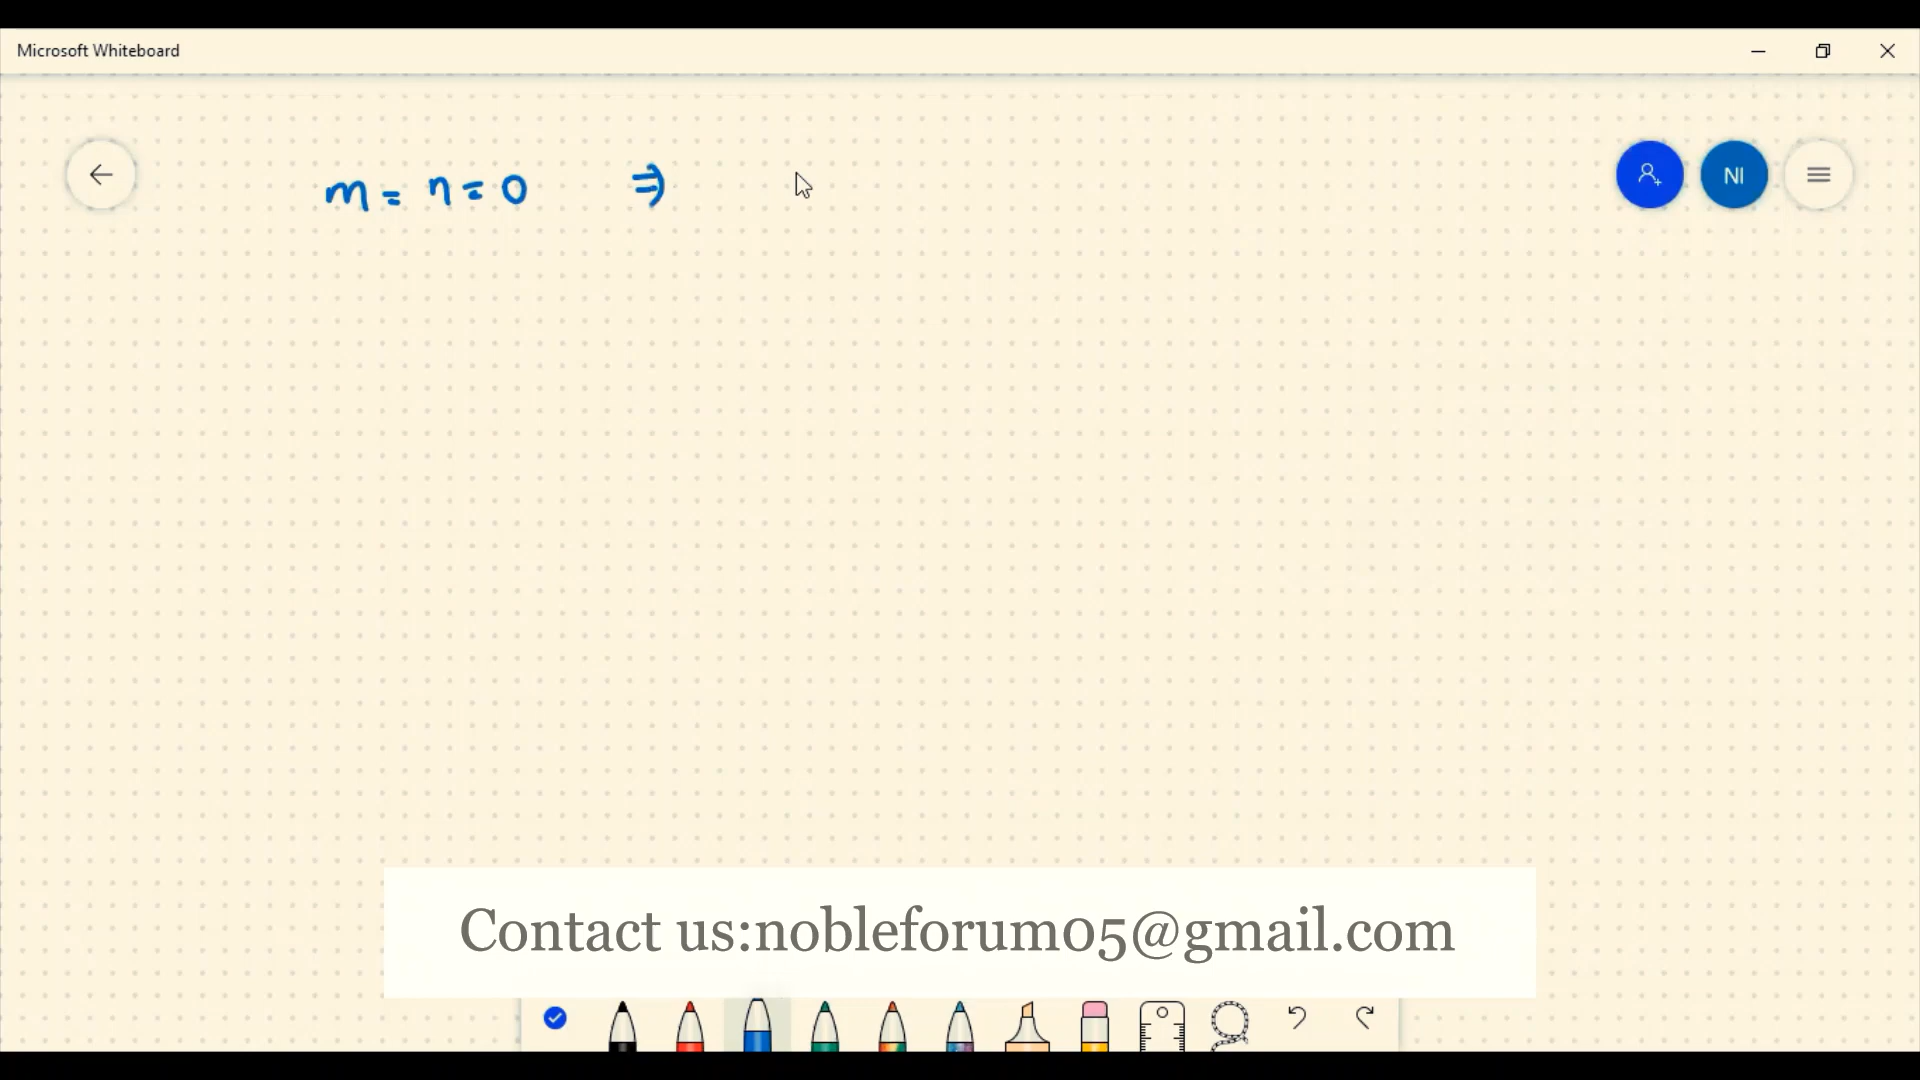 Microsoft Whiteboard
m = n = 0 ⇒
NI
Contact us:nobleforum05@gmail.com